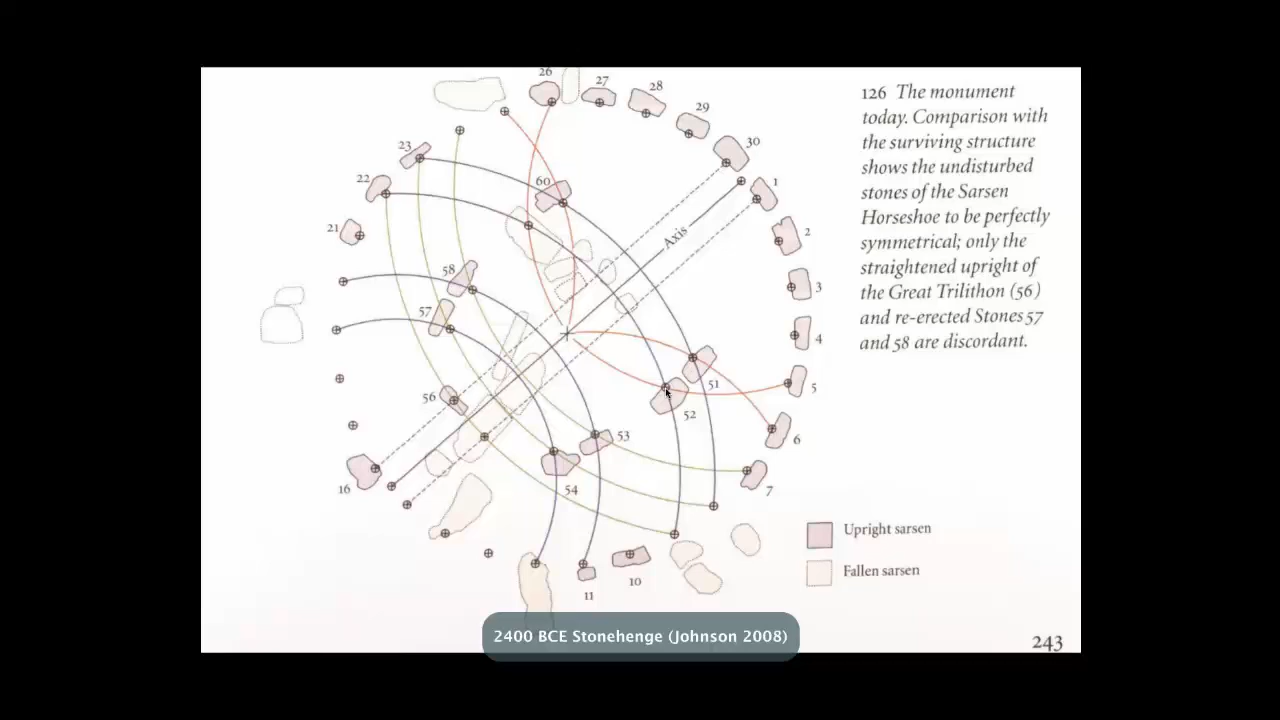 126 The monument
today. Comparison with
the surviving structure
shows the undisturbed
stones of the Sarsen
Horseshoe to be perfectly
symmetrical; only the
straightened upright of
the Great Trilithon (56)
and re-erected Stones 57
and 58 are discordant.
26
27
28
29
30
23
22
60
1
21
Axis
2
58
3
57
4
51
5
56
52
6
53
16
54
7
Upright sarsen
Fallen sarsen
10
11
2400 BCE Stonehenge (Johnson 2008)
243